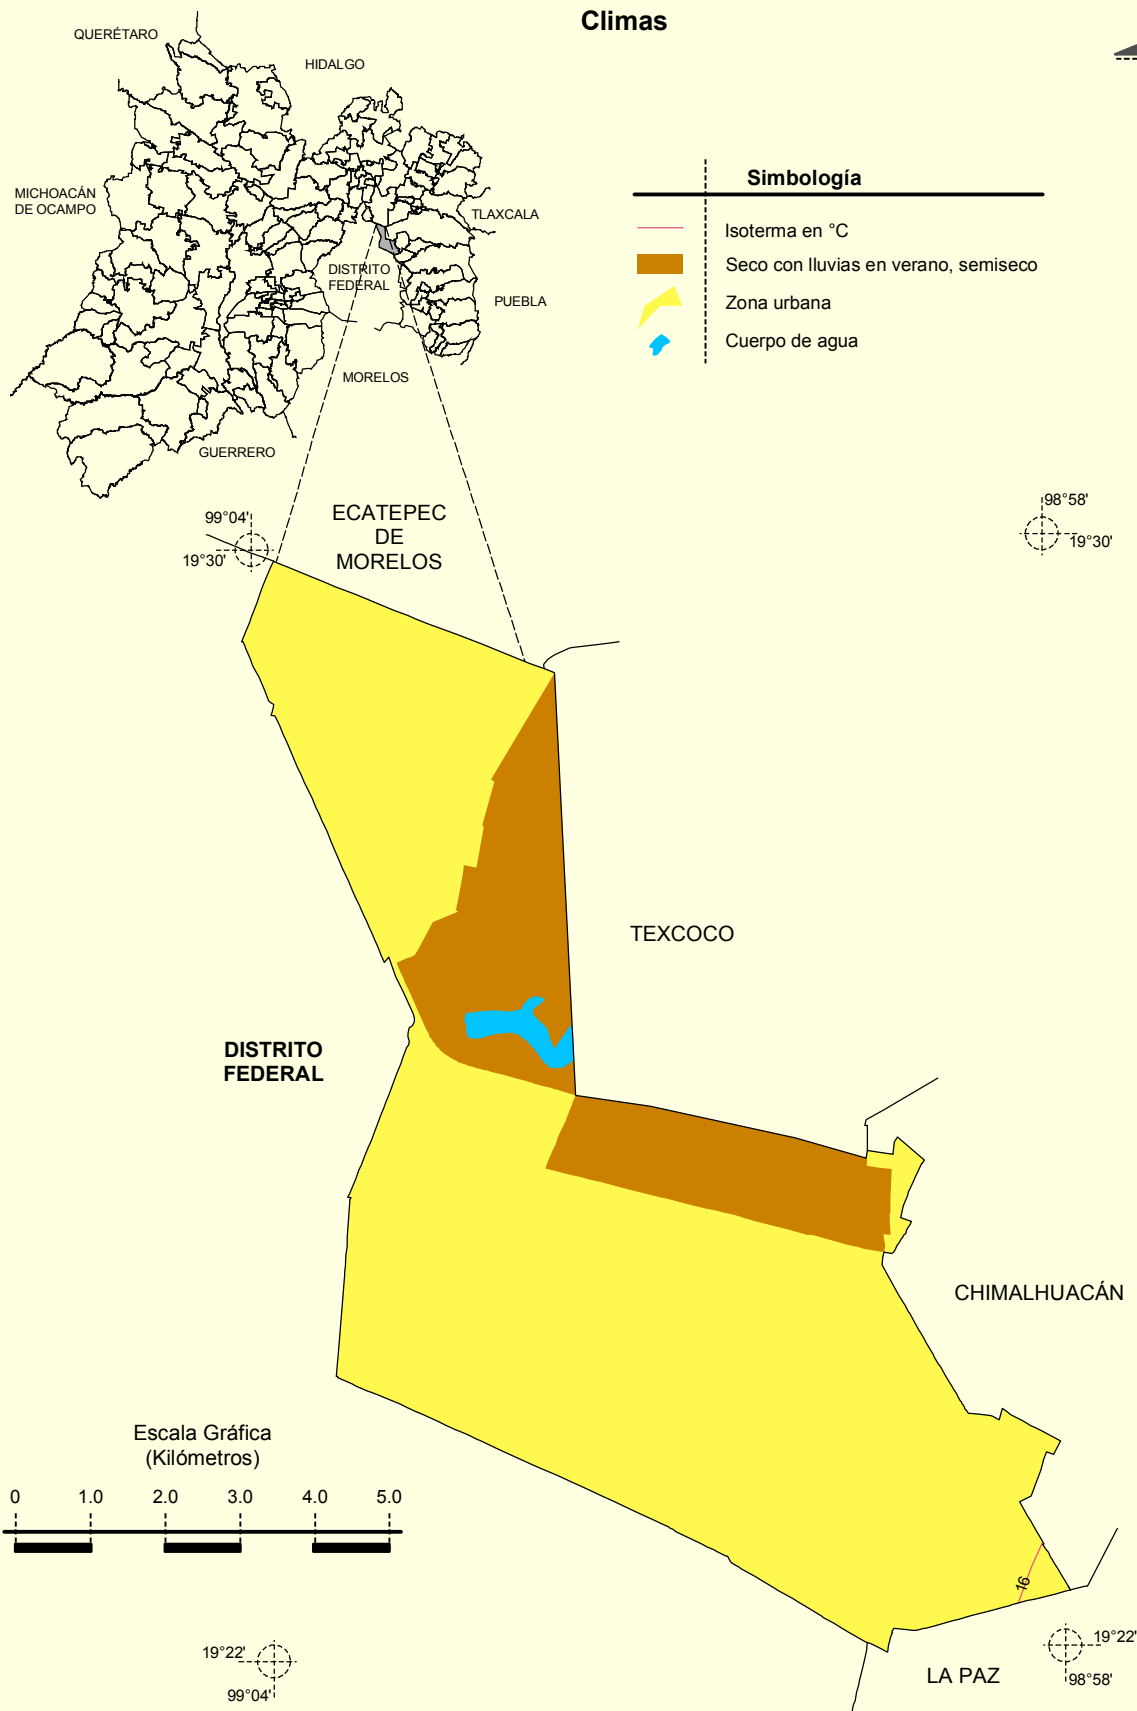 Climas
QUERÉTARO
HIDALGO
MICHOACÁN
DE OCAMPO
TLAXCALA
DISTRITO
FEDERAL
PUEBLA
MORELOS
GUERRERO
Simbología
Isoterma en °C
Seco con lluvias en verano, semiseco
Zona urbana
Cuerpo de agua
99°04'
19°30'
98°58'
19°30'
ECATEPEC
DE
MORELOS
TEXCOCO
DISTRITO
FEDERAL
CHIMALHUACÁN
Escala Gráfica
(Kilómetros)
0 1.0 2.0 3.0 4.0 5.0
16
19°22'
99°04'
19°22'
98°58'
LA PAZ